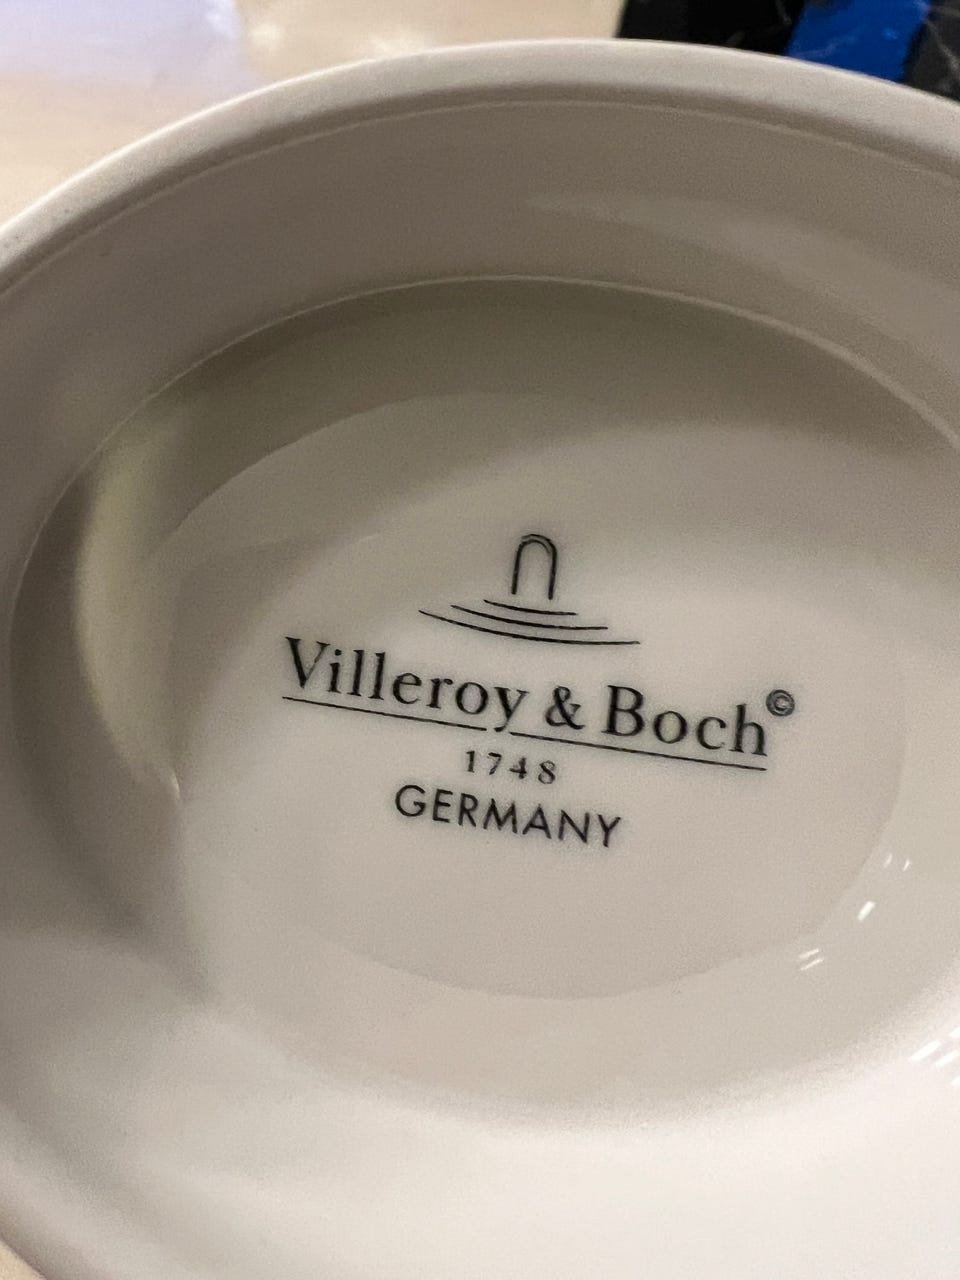 Villeroy & Boch©
1748
GERMANY